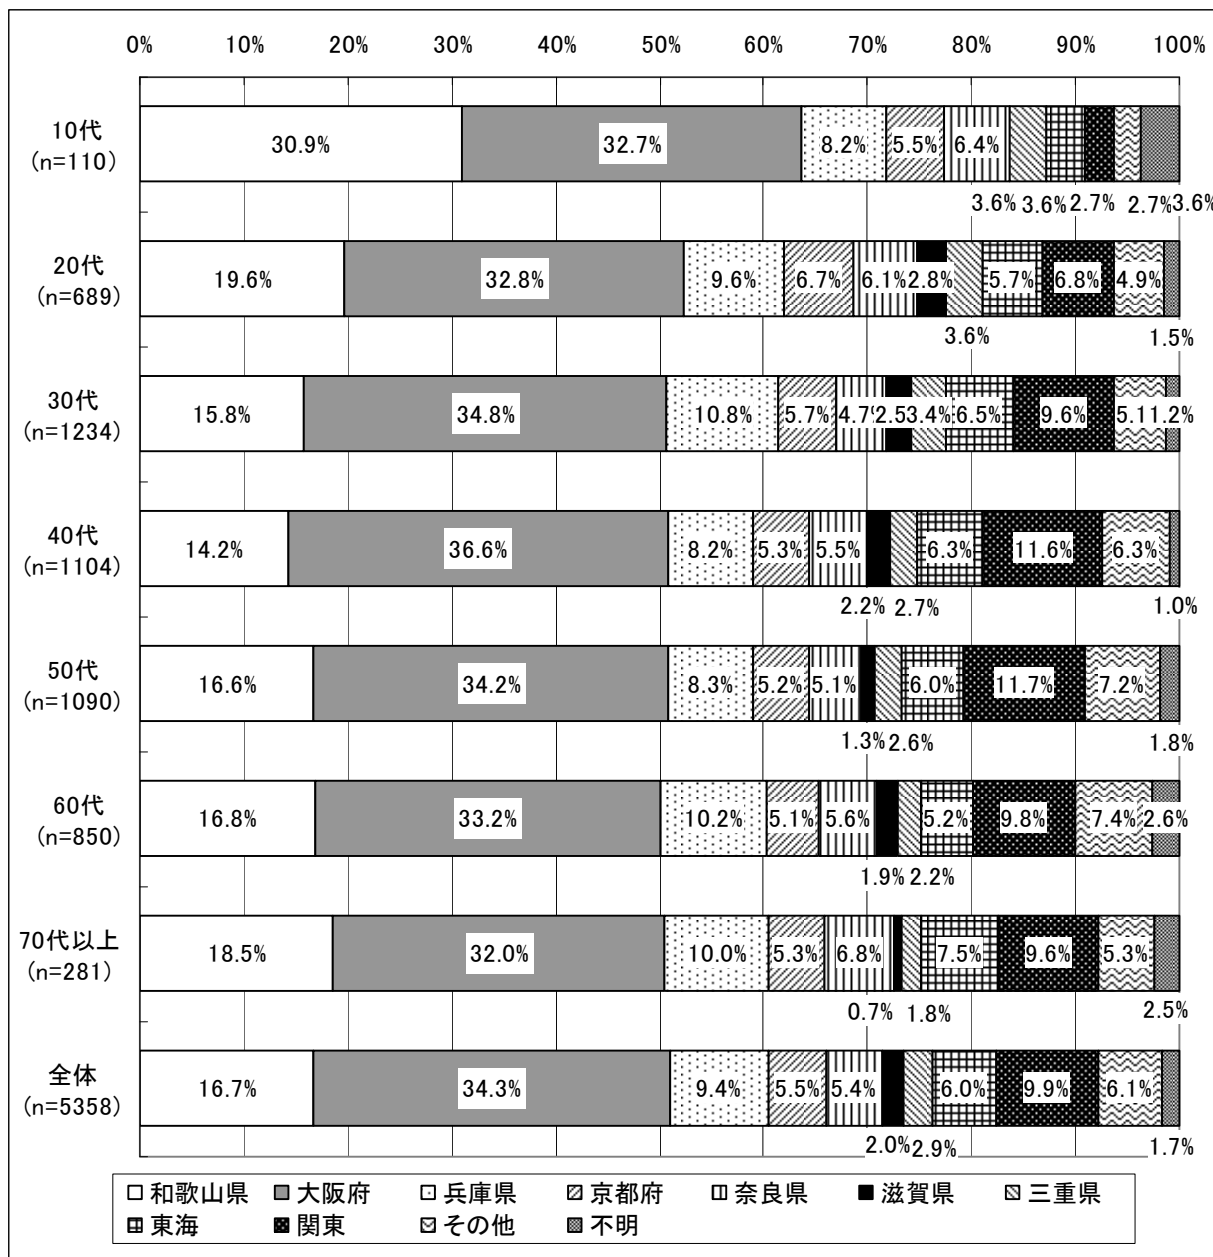 0% 10% 20% 30% 40% 50% 60% 70% 80% 90% 100%
10代
(n=110)
30.9% 32.7% 8.2% 5.5% 6.4%
3.6% 3.6% 2.7% 2.7% 3.6%
20代
(n=689)
19.6% 32.8% 9.6% 6.7% 6.1% 2.8% 5.7% 6.8% 4.9%
3.6% 1.5%
30代
(n=1234)
15.8% 34.8% 10.8% 5.7% 4.7% 2.5% 3.4% 6.5% 9.6% 5.1% 1.2%
40代
(n=1104)
14.2% 36.6% 8.2% 5.3% 5.5% 6.3% 11.6% 6.3%
2.2% 2.7% 1.0%
50代
(n=1090)
16.6% 34.2% 8.3% 5.2% 5.1% 6.0% 11.7% 7.2%
1.3% 2.6% 1.8%
60代
(n=850)
16.8% 33.2% 10.2% 5.1% 5.6% 5.2% 9.8% 7.4% 2.6%
1.9% 2.2%
70代以上
(n=281)
18.5% 32.0% 10.0% 5.3% 6.8% 7.5% 9.6% 5.3%
0.7% 1.8% 2.5%
全体
(n=5358)
16.7% 34.3% 9.4% 5.5% 5.4% 6.0% 9.9% 6.1%
2.0% 2.9% 1.7%
和歌山県 大阪府 兵庫県 京都府 奈良県 滋賀県 三重県
東海 関東 その他 不明